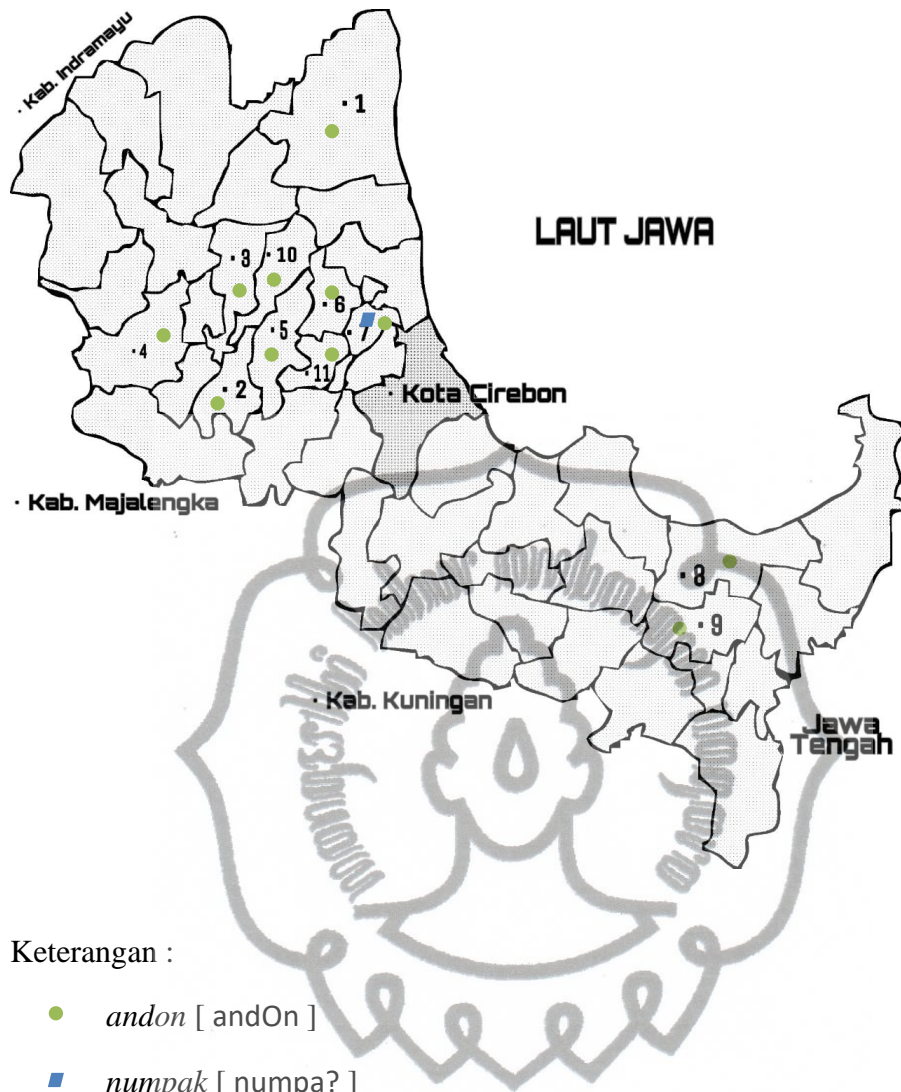 · Kab. Indramayu
· 1
LAUT JAWA
· 3
· 10
· 6
· 7
· 5
· 4
· 11
· 2
· Kota Cirebon
· Kab. Majalengka
· 8
· 9
· Kab. Kuningan
Jawa
Tengah
Keterangan :
andon [ andOn ]
numpak [ numpa? ]